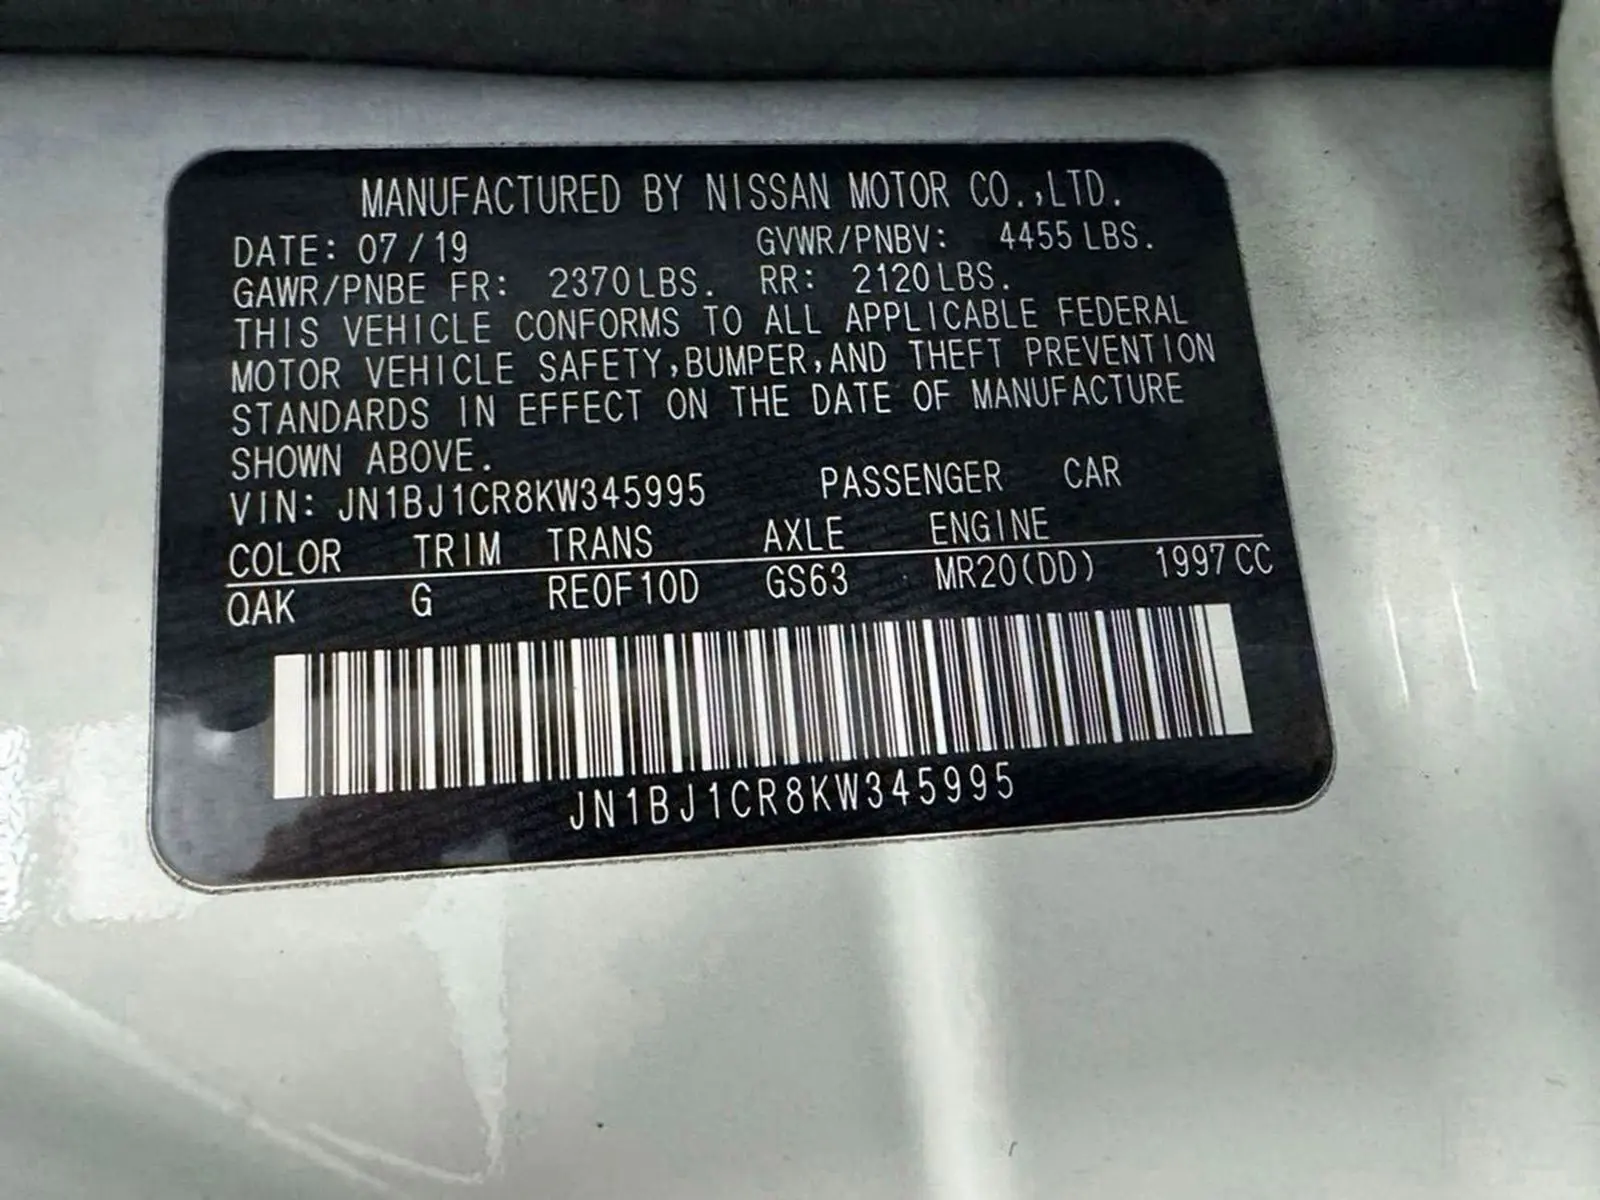 MANUFACTURED BY NISSAN MOTOR CO.,LTD.
DATE: 07/19 GVWR/PNBV: 4455 LBS.
GAWR/PNBE FR: 2370 LBS. RR: 2120 LBS.
THIS VEHICLE CONFORMS TO ALL APPLICABLE FEDERAL
MOTOR VEHICLE SAFETY,BUMPER,AND THEFT PREVENTION
STANDARDS IN EFFECT ON THE DATE OF MANUFACTURE
SHOWN ABOVE.
VIN: JN1BJ1CR8KW345995 PASSENGER CAR
COLOR TRIM TRANS AXLE ENGINE
QAK G RE0F10D GS63 MR20(DD) 1997 CC
JN1BJ1CR8KW345995